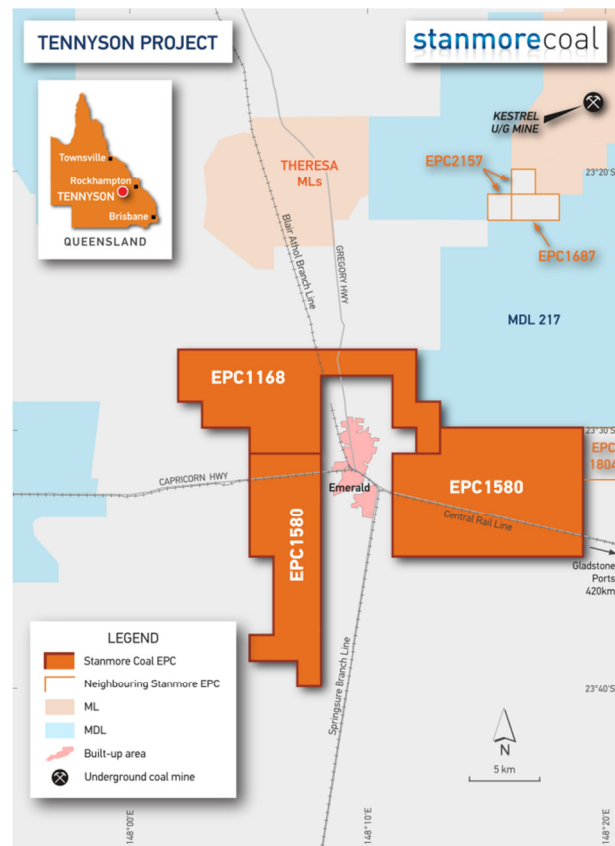 TENNYSON PROJECT
stanmorecoal
KESTREL
U/G MINE
Townsville
Rockhampton
TENNYSON
Brisbane
QUEENSLAND
THERESA
MLs
EPC2157
23°20'S
EPC1687
Blair Athol Branch Line
GREGORY HWY
MDL 217
EPC1168
23°30'S
EPC
1804
CAPRICORN HWY
Emerald
EPC1580
EPC1580
Central Rail Line
Gladstone
Ports
420km
Springsure Branch Line
LEGEND
Stanmore Coal EPC
Neighbouring Stanmore EPC
ML
MDL
Built-up area
Underground coal mine
23°40'S
N
5 km
148°00'E
148°10'E
148°20'E